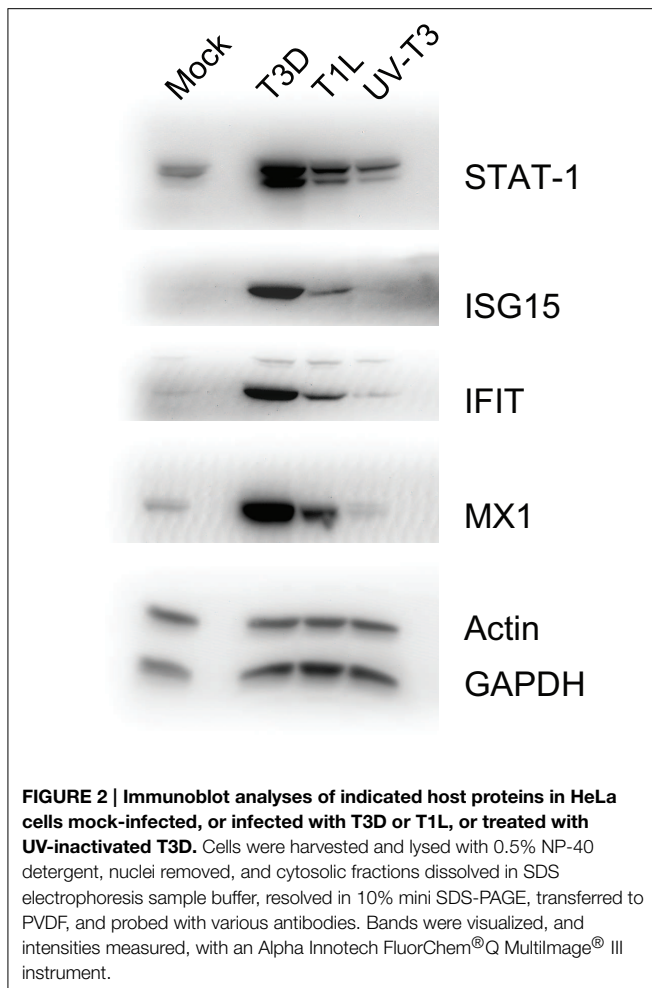 Mock T3D T1L UV-T3
STAT-1
ISG15
IFIT
MX1
Actin
GAPDH
FIGURE 2 | Immunoblot analyses of indicated host proteins in HeLa
cells mock-infected, or infected with T3D or T1L, or treated with
UV-inactivated T3D. Cells were harvested and lysed with 0.5% NP-40
detergent, nuclei removed, and cytosolic fractions dissolved in SDS
electrophoresis sample buffer, resolved in 10% mini SDS-PAGE, transferred to
PVDF, and probed with various antibodies. Bands were visualized, and
intensities measured, with an Alpha Innotech FluorChem®Q MultiImage® III
instrument.